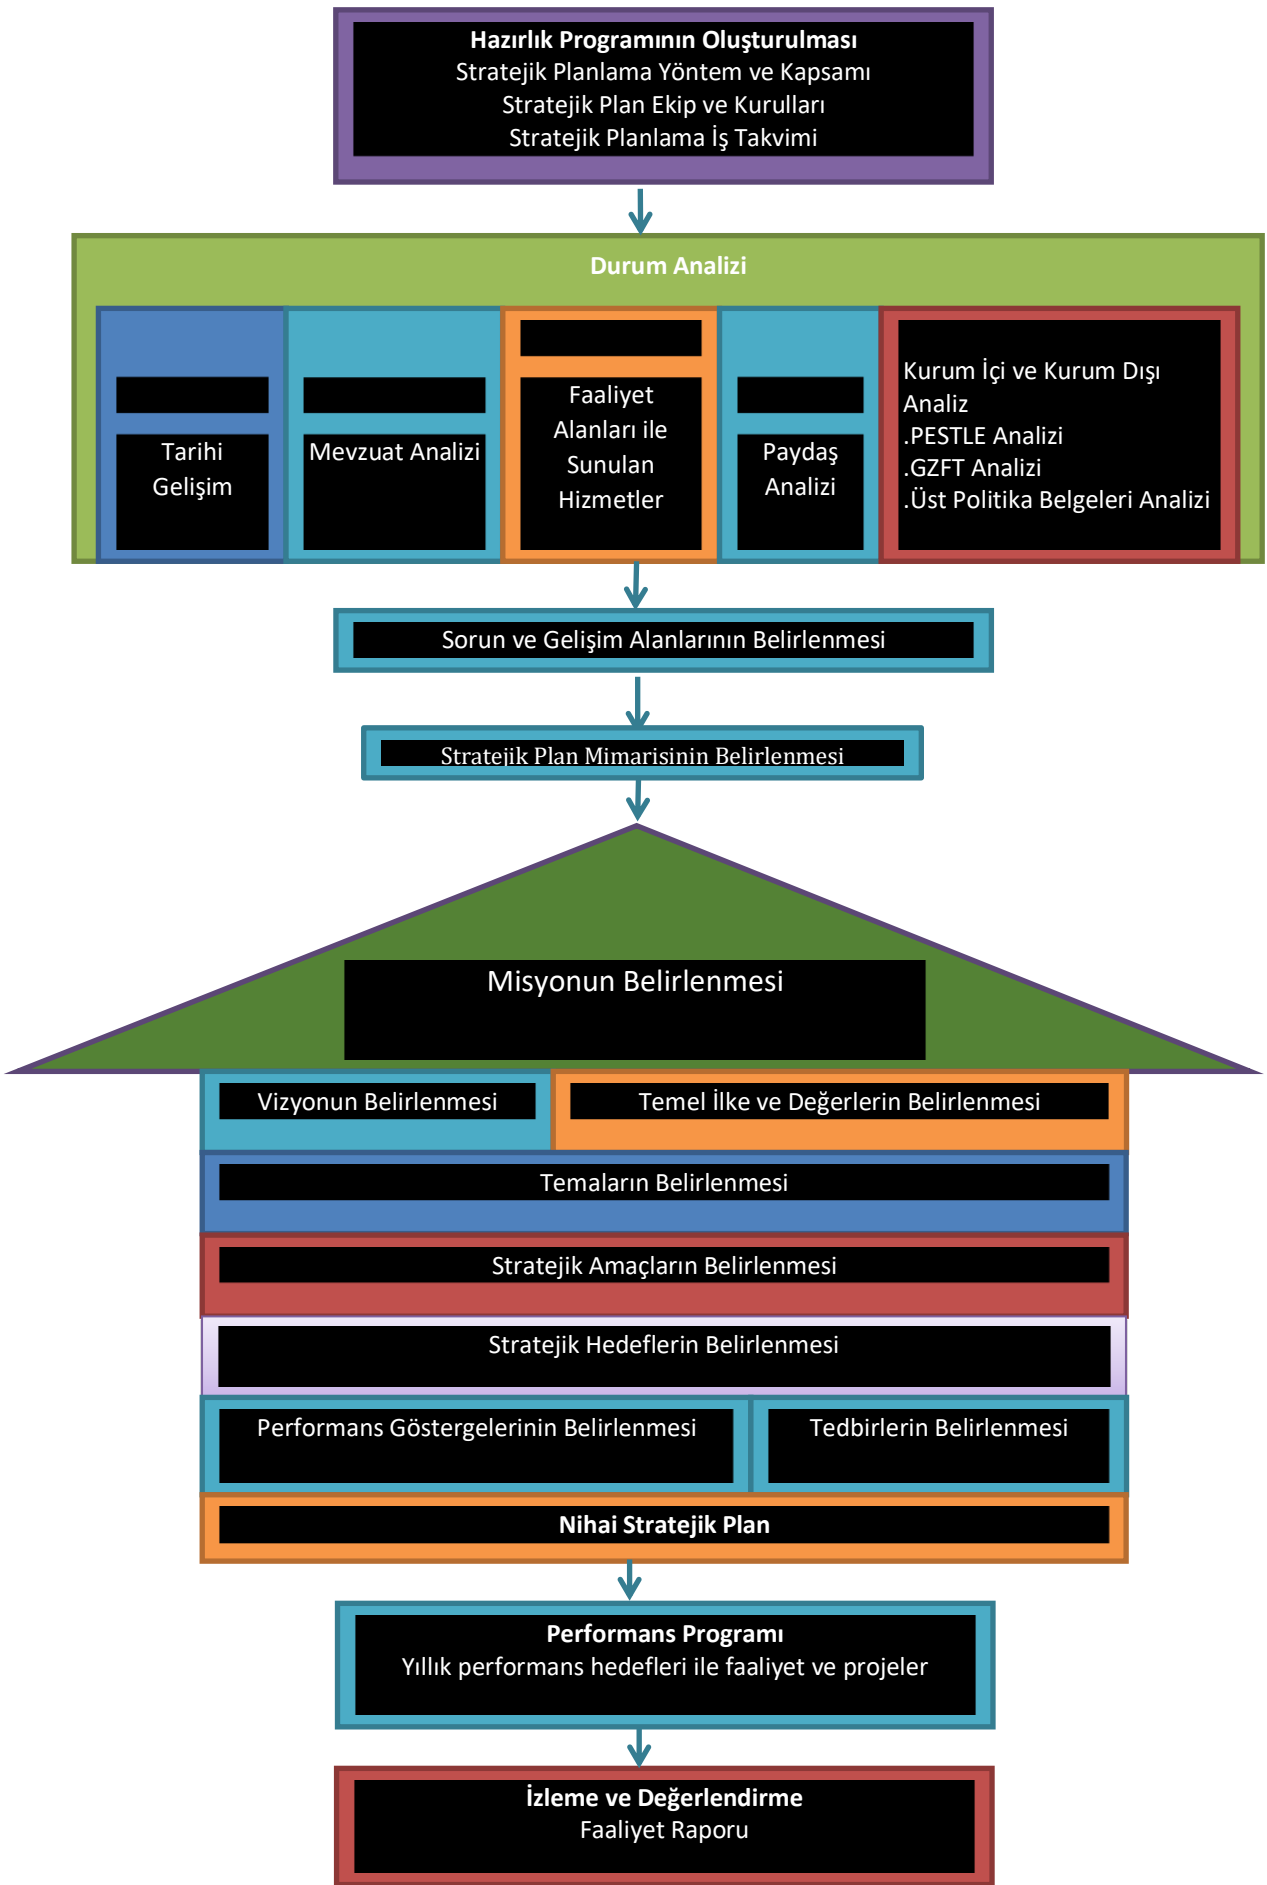 Hazırlık Programının Oluşturulması
Stratejik Planlama Yöntem ve Kapsamı
Stratejik Plan Ekip ve Kurulları
Stratejik Planlama İş Takvimi
Durum Analizi
Tarihi
Gelişim
Mevzuat Analizi
Faaliyet
Alanları ile
Sunulan
Hizmetler
Paydaş
Analizi
Kurum İçi ve Kurum Dışı
Analiz
.PESTLE Analizi
.GZFT Analizi
.Üst Politika Belgeleri Analizi
Sorun ve Gelişim Alanlarının Belirlenmesi
Stratejik Plan Mimarisinin Belirlenmesi
Misyonun Belirlenmesi
Vizyonun Belirlenmesi
Temel İlke ve Değerlerin Belirlenmesi
Temaların Belirlenmesi
Stratejik Amaçların Belirlenmesi
Stratejik Hedeflerin Belirlenmesi
Performans Göstergelerinin Belirlenmesi
Tedbirlerin Belirlenmesi
Nihai Stratejik Plan
Performans Programı
Yıllık performans hedefleri ile faaliyet ve projeler
İzleme ve Değerlendirme
Faaliyet Raporu